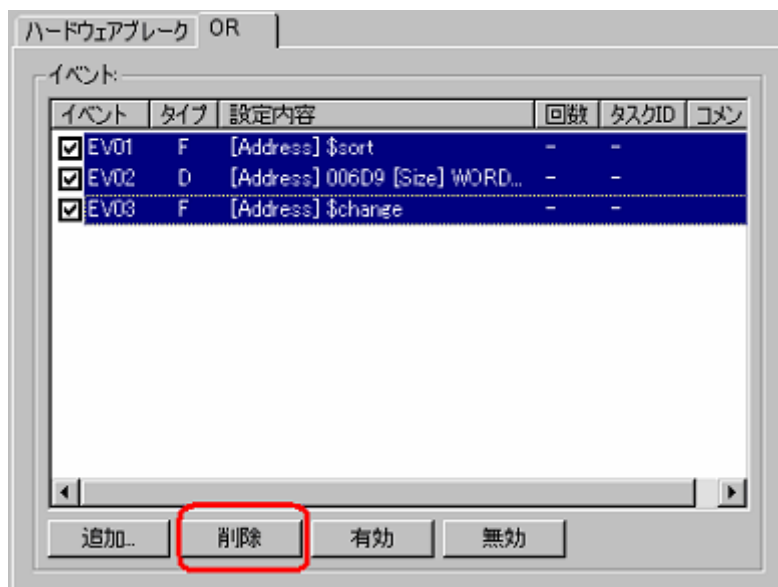 ハードウェアブレーク OR
イベント:
イベント タイプ 設定内容 回数 タスクID コメン
EV01 F [Address] $sort - -
EV02 D [Address] 006D9 [Size] WORD... - -
EV03 F [Address] $change - -
追加... 削除 有効 無効